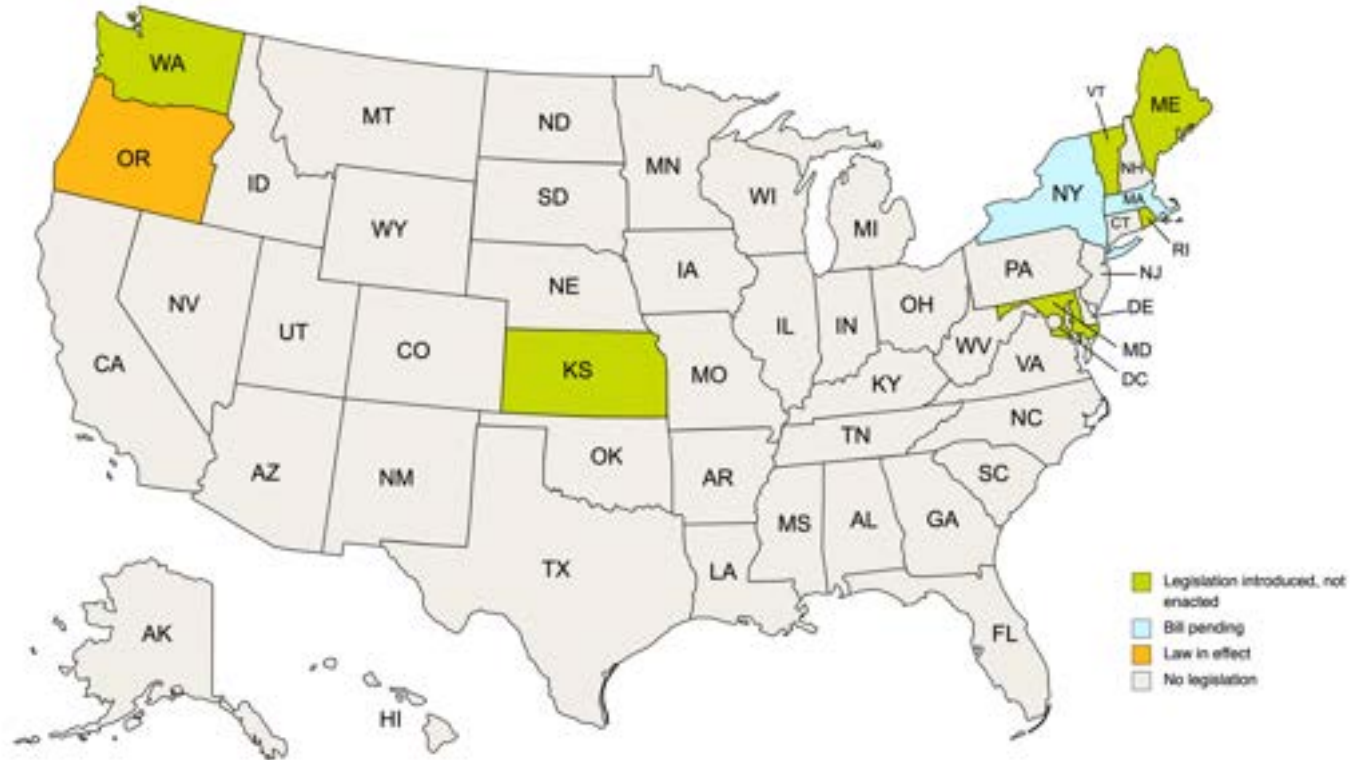 WA
MT
ND
MN
VT
ME
OR
ID
SD
WI
MI
NY
NH
MA
CT
RI
WY
IA
PA
NJ
NE
NV
UT
CO
IL
IN
OH
DE
CA
KS
MO
WV
VA
MD
DC
KY
AZ
NM
OK
AR
TN
NC
SC
MS
AL
GA
TX
LA
FL
AK
HI
Legislation introduced, not
enacted
Bill pending
Law in effect
No legislation